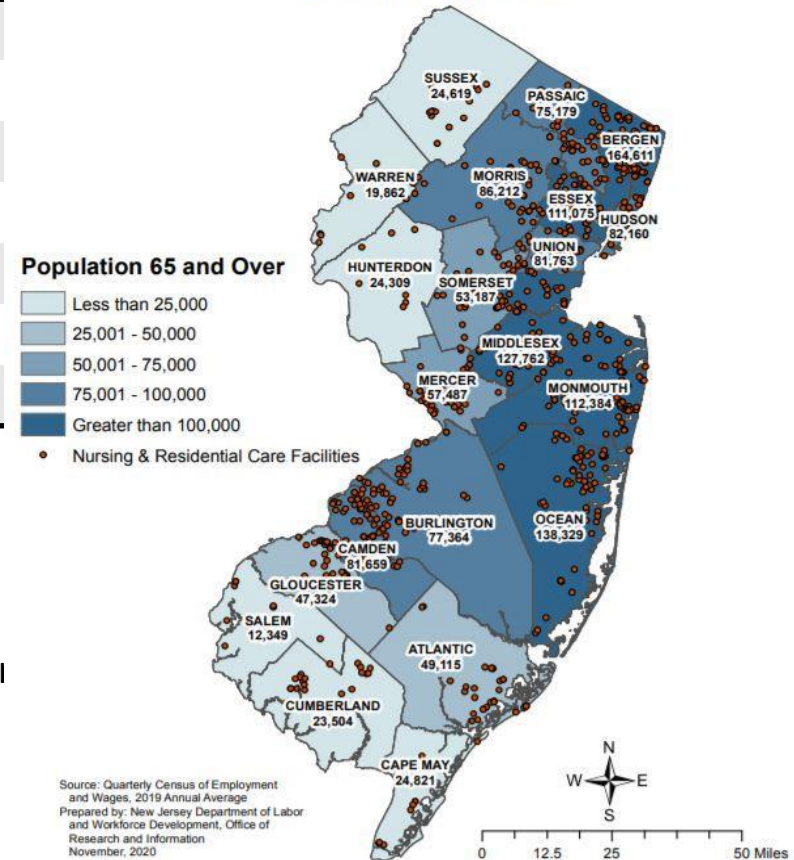 SUSSEX
24,619
PASSAIC
75,179
BERGEN
164,611
WARREN
19,862
MORRIS
86,212
ESSEX
111,075
HUDSON
82,160
UNION
81,763
HUNTERDON
24,309
SOMERSET
53,187
MIDDLESEX
127,762
MERCER
57,487
MONMOUTH
112,384
Population 65 and Over
Less than 25,000
25,001 - 50,000
50,001 - 75,000
75,001 - 100,000
Greater than 100,000
Nursing & Residential Care Facilities
BURLINGTON
77,364
OCEAN
138,329
CAMDEN
81,659
GLOUCESTER
47,324
SALEM
12,349
ATLANTIC
49,115
CUMBERLAND
23,504
CAPE MAY
24,821
N
W E
S
Source: Quarterly Census of Employment
and Wages, 2019 Annual Average
Prepared by: New Jersey Department of Labor
and Workforce Development, Office of
Research and Information
November, 2020
0 12.5 25 50 Miles